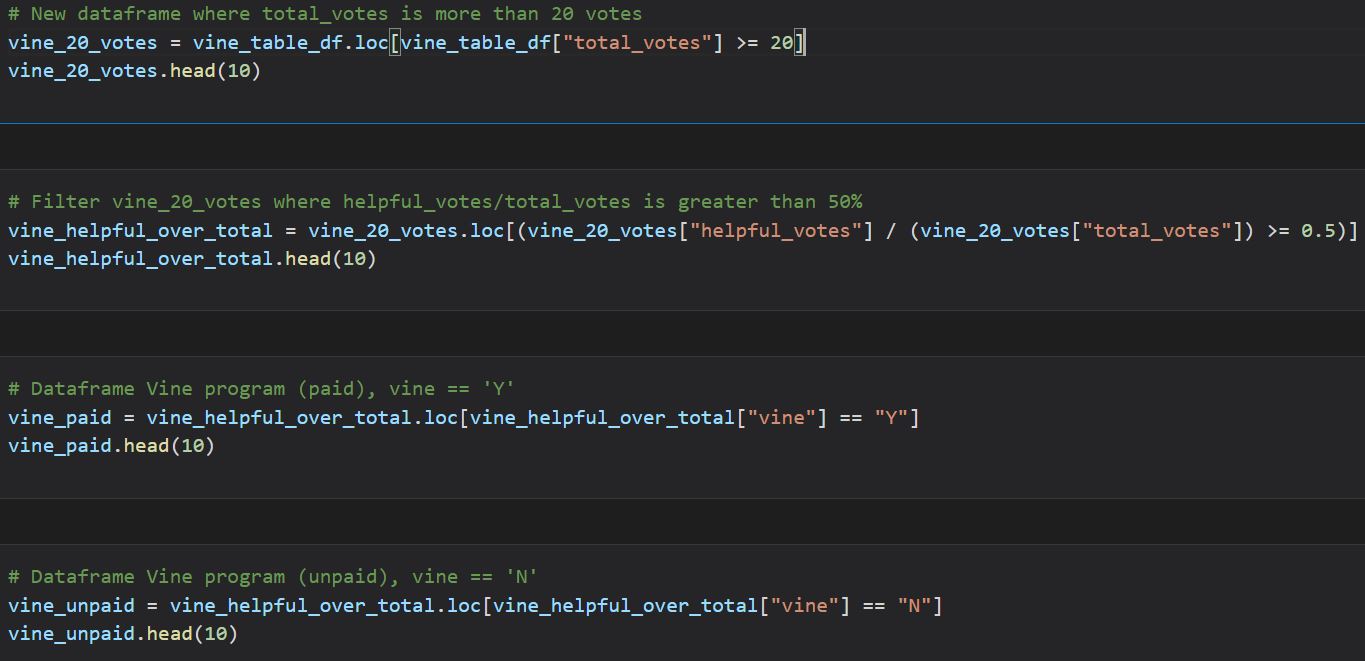 # New dataframe where total_votes is more than 20 votes
vine_20_votes = vine_table_df.loc[vine_table_df["total_votes"] >= 20]
vine_20_votes.head(10)
# Filter vine_20_votes where helpful_votes/total_votes is greater than 50%
vine_helpful_over_total = vine_20_votes.loc[(vine_20_votes["helpful_votes"] / (vine_20_votes["total_votes"]) >= 0.5)]
vine_helpful_over_total.head(10)
# Dataframe Vine program (paid), vine == 'Y'
vine_paid = vine_helpful_over_total.loc[vine_helpful_over_total["vine"] == "Y"]
vine_paid.head(10)
# Dataframe Vine program (unpaid), vine == 'N'
vine_unpaid = vine_helpful_over_total.loc[vine_helpful_over_total["vine"] == "N"]
vine_unpaid.head(10)